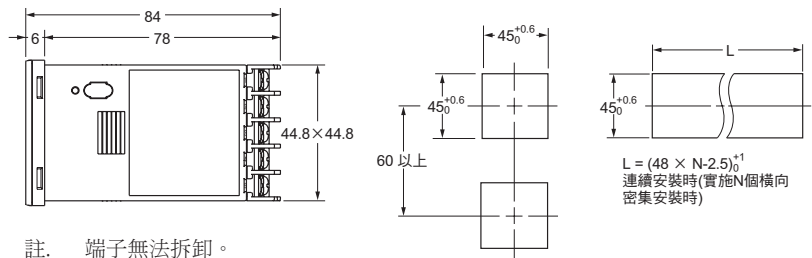 84
6
78
44.8×44.8
註. 端子無法拆卸。
45 +0.6 0
45 +0.6 0
60 以上
L
45 +0.6 0
L = (48 × N-2.5) +1 0
連續安裝時(實施N個橫向
密集安裝時)